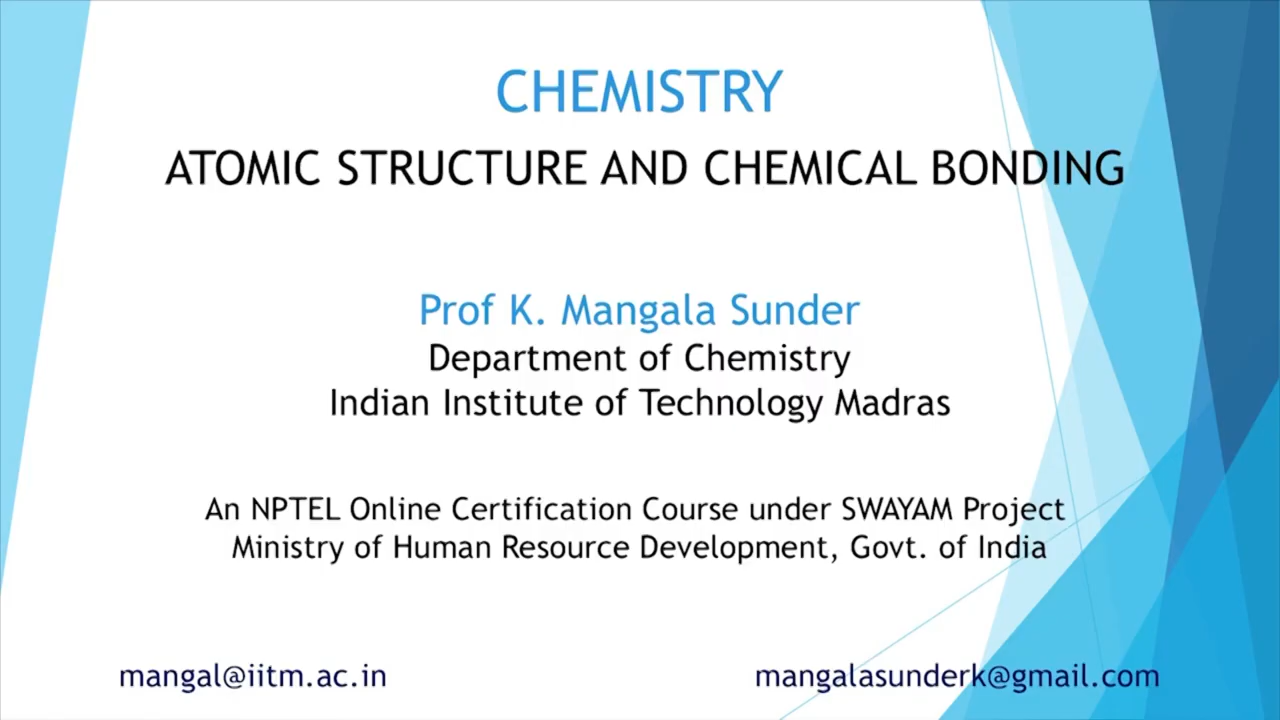 CHEMISTRY
ATOMIC STRUCTURE AND CHEMICAL BONDING
Prof K. Mangala Sunder
Department of Chemistry
Indian Institute of Technology Madras
An NPTEL Online Certification Course under SWAYAM Project
Ministry of Human Resource Development, Govt. of India
mangal@iitm.ac.in
mangalasunderk@gmail.com